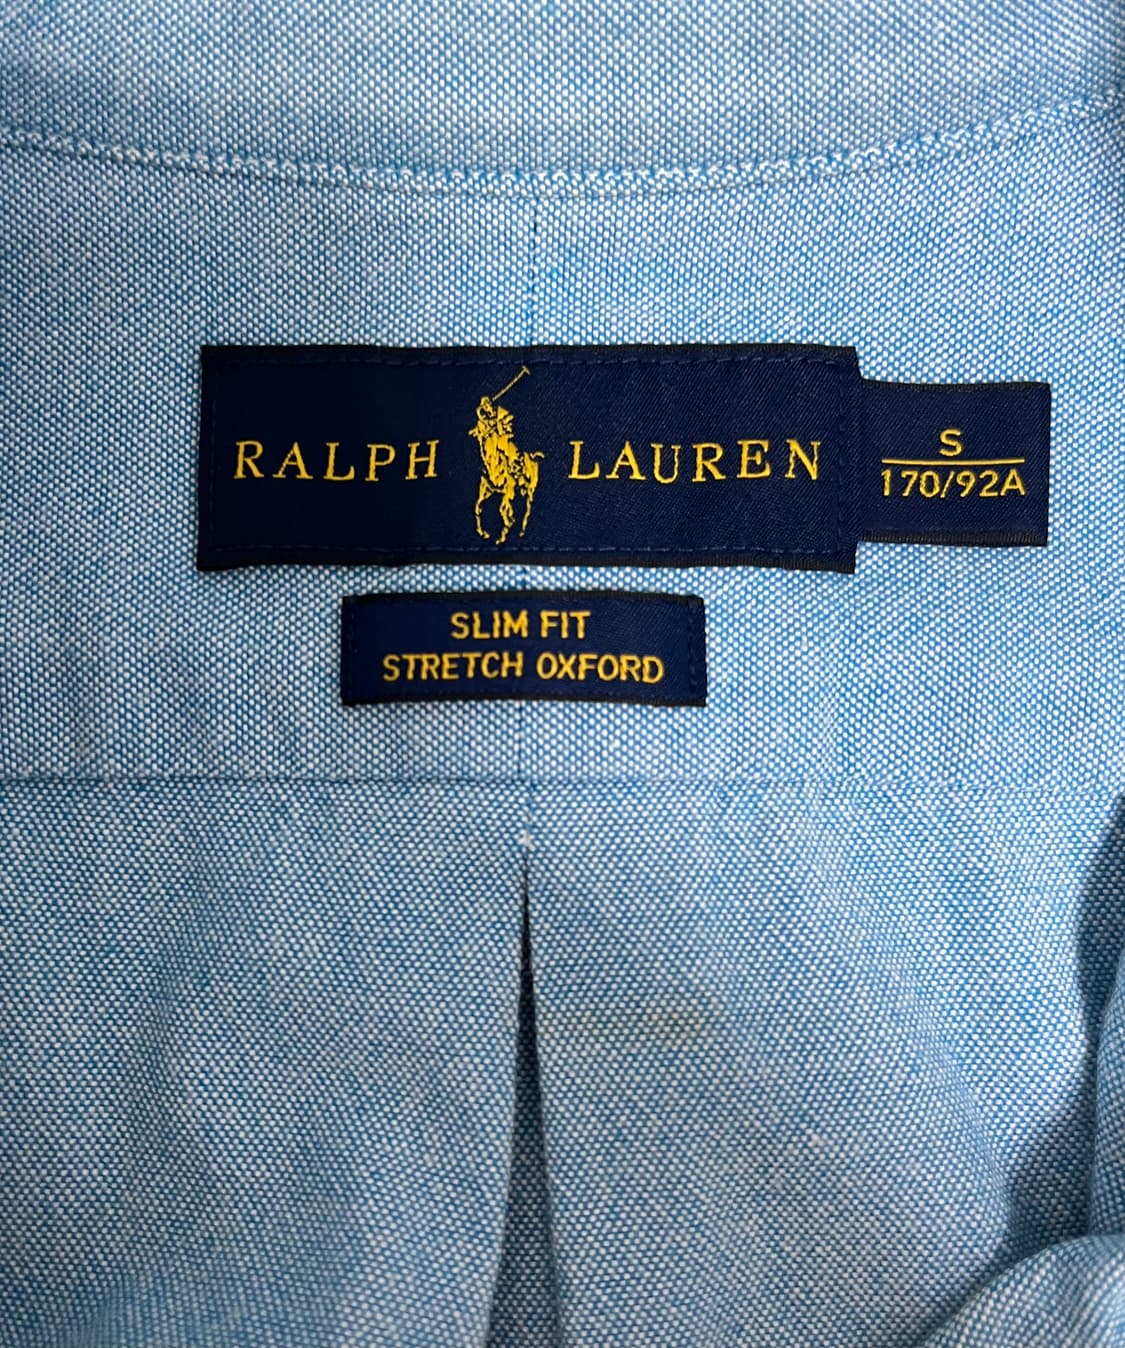 RALPH LAUREN
S
170/92A
SLIM FIT
STRETCH OXFORD